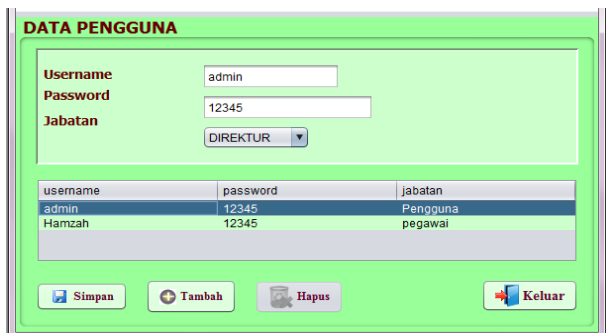 DATA PENGGUNA
Username admin
Password 12345
Jabatan DIREKTUR
username password jabatan
admin 12345 Pengguna
Hamzah 12345 pegawai
Simpan Tambah Hapus Keluar